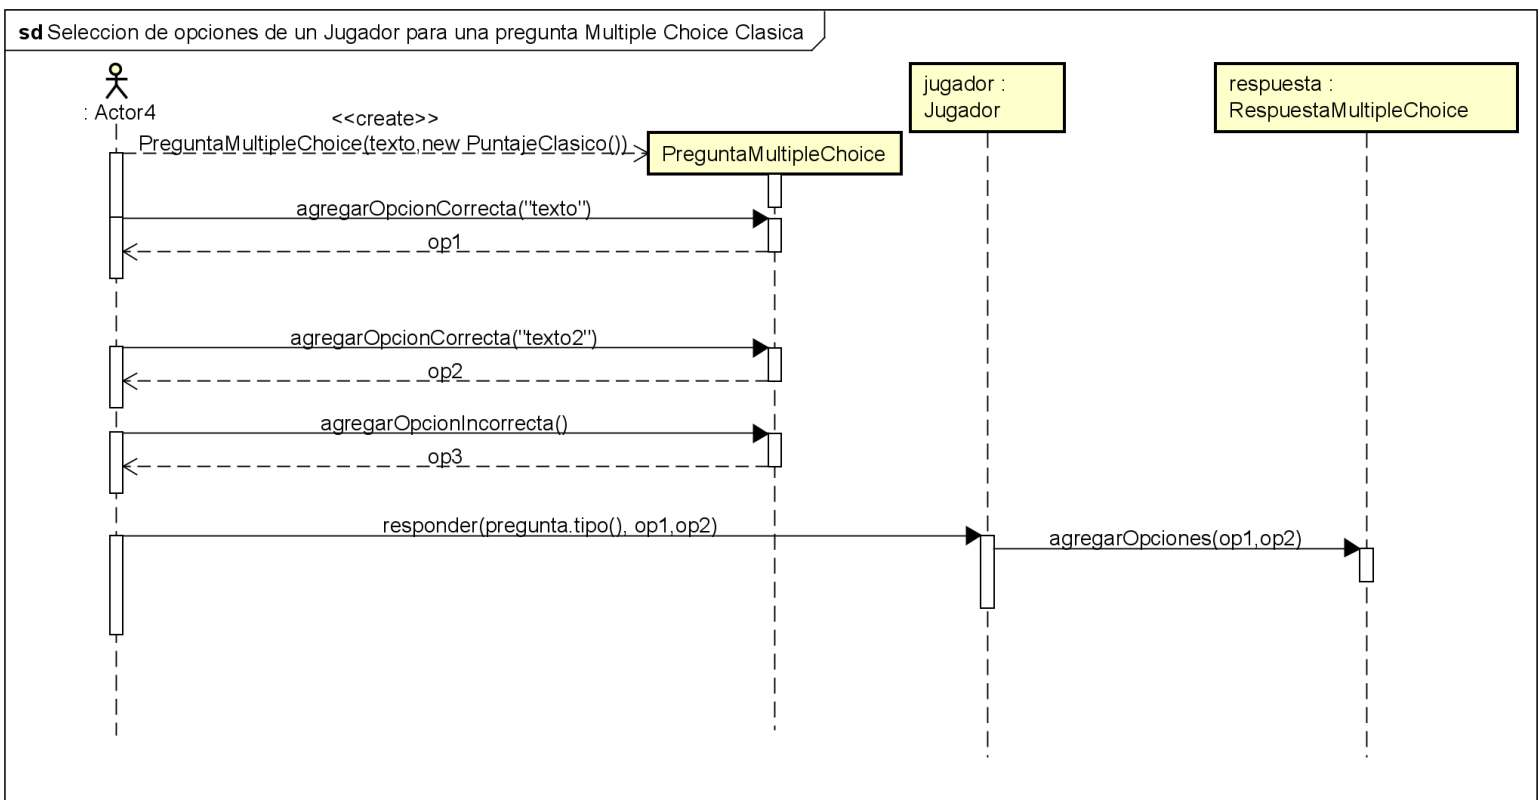 sd Seleccion de opciones de un Jugador para una pregunta Multiple Choice Clasica
: Actor4
<<create>>
PreguntaMultipleChoice(texto,new PuntajeClasico())
PreguntaMultipleChoice
jugador :
Jugador
respuesta :
RespuestaMultipleChoice
agregarOpcionCorrecta("texto")
op1
agregarOpcionCorrecta("texto2")
op2
agregarOpcionIncorrecta()
op3
responder(pregunta.tipo(), op1,op2)
agregarOpciones(op1,op2)